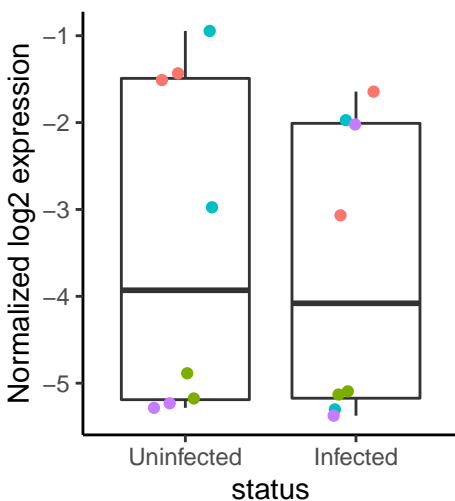 Normalized log2 expression
−1
−2
−3
−4
−5
Uninfected
Infected
status